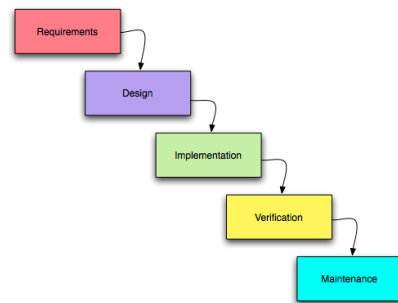 Requirements
Design
Implementation
Verification
Maintenance